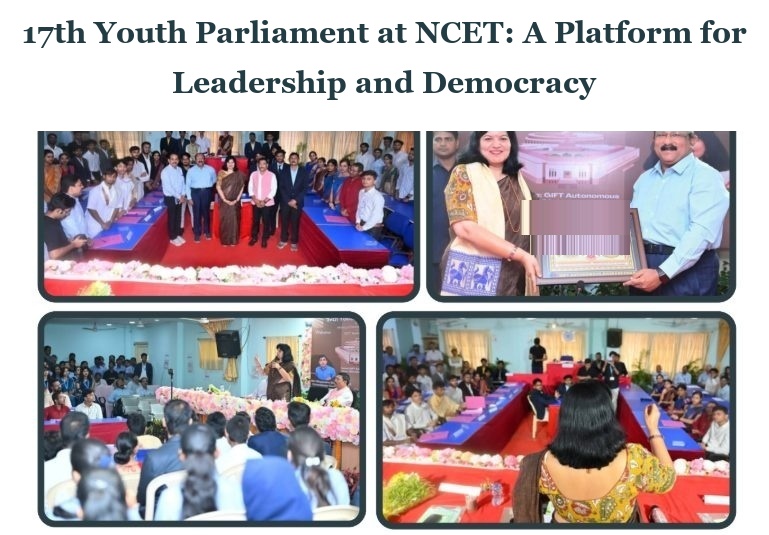 17th Youth Parliament at NCET: A Platform for
Leadership and Democracy
GIFT Autonomous